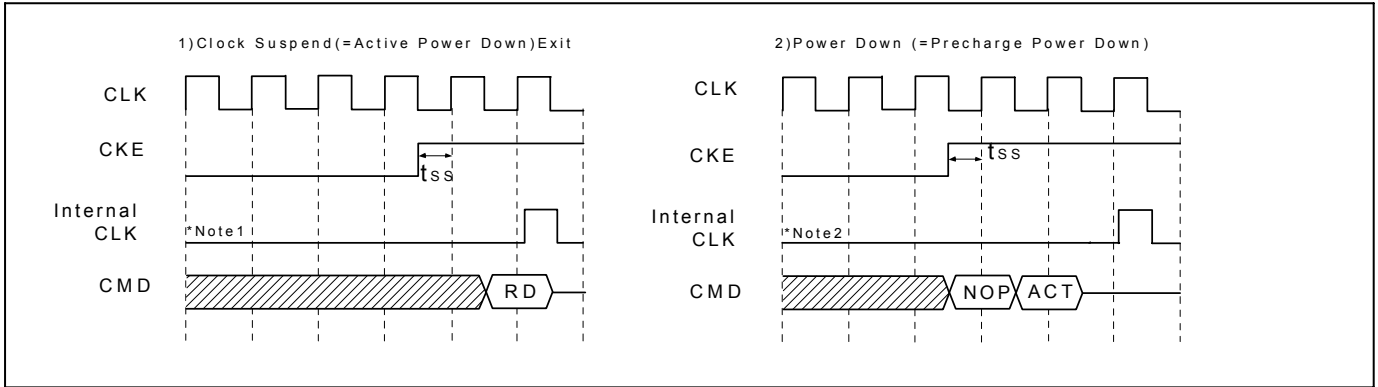 1)Clock Suspend(=Active Power Down)Exit
CLK
CKE
tss
Internal
CLK
*Note1
CMD
RD
2)Power Down (=Precharge Power Down)
CLK
CKE
tss
Internal
CLK
*Note2
CMD
NOP
ACT